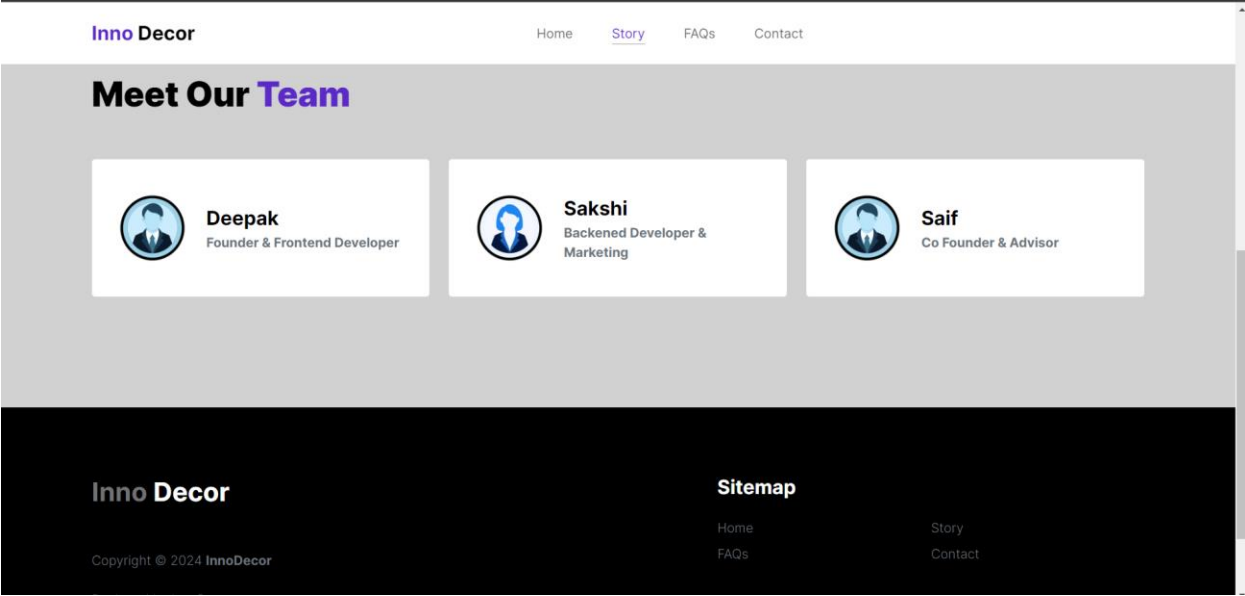 Inno Decor
Home Story FAQs Contact
Meet Our Team
Deepak
Founder & Frontend Developer
Sakshi
Backened Developer &
Marketing
Saif
Co Founder & Advisor
Inno Decor
Copyright © 2024 InnoDecor
Sitemap
Home Story
FAQs Contact